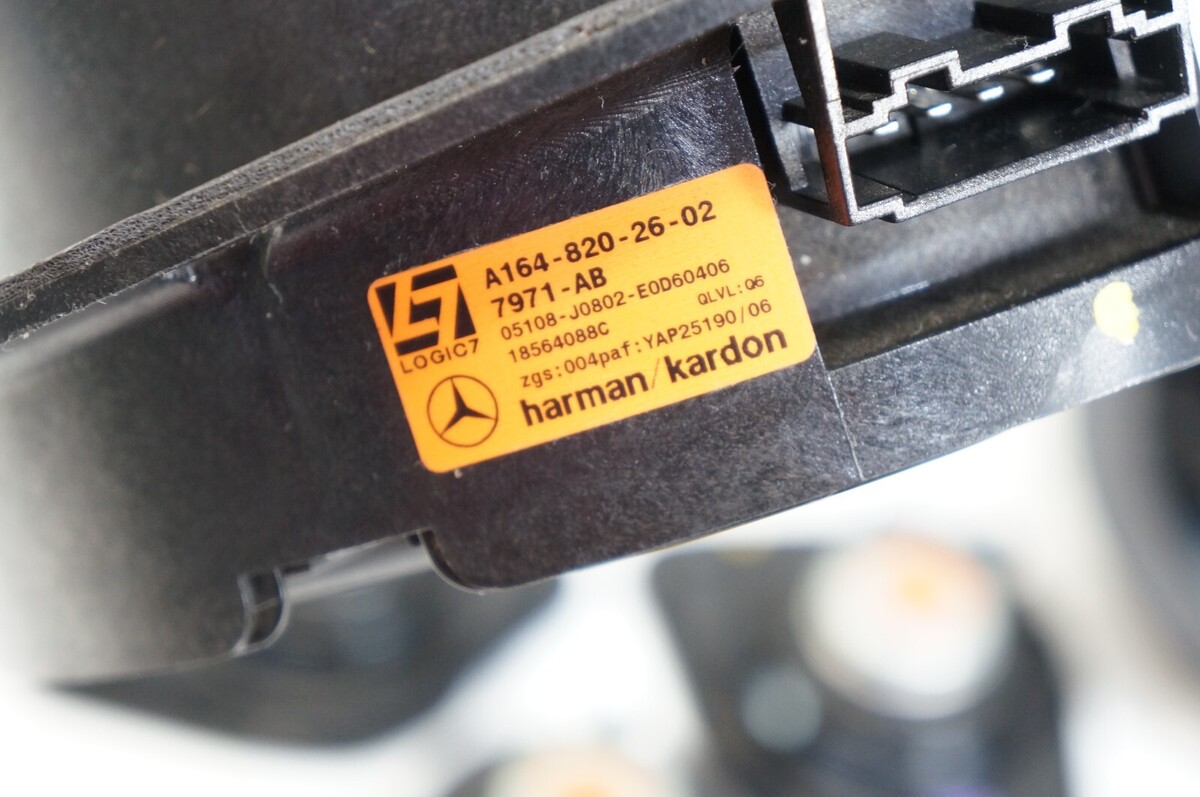 A164-820-26-02
7971-AB
05108-J0802-E0D60406
18564088C QLVL:Q6
zgs:004paf:YAP25190/06
LOGIC7
harman/kardon